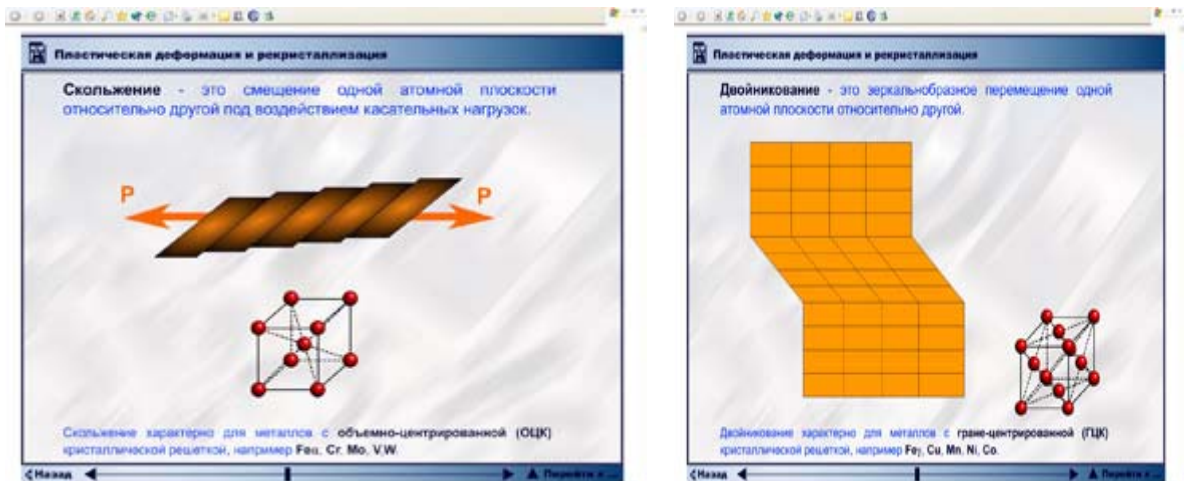 Пластическая деформация и рекристаллизация
Скольжение - это смещение одной атомной плоскости
относительно другой под воздействием касательных нагрузок.
P
P
Скольжение характерно для металлов с объемно-центрированной (ОЦК)
кристаллической решеткой, например Feα, Cr, Mo, V,W.
Назад
Перейти к ...
Пластическая деформация и рекристаллизация
Двойникование - это зеркальнобразное перемещение одной
атомной плоскости относительно другой.
Двойникование характерно для металлов с гране-центрированной (ГЦК)
кристаллической решеткой, например Feγ, Cu, Mn, Ni, Co.
Назад
Перейти к ...